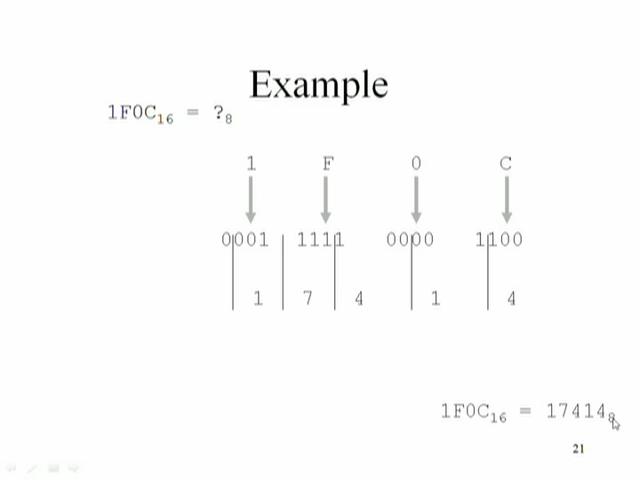 Example
1F0C16 = ?8
1 F 0 C
0001 1111 0000 1100
1 7 4 1 4
1F0C16 = 174148
21